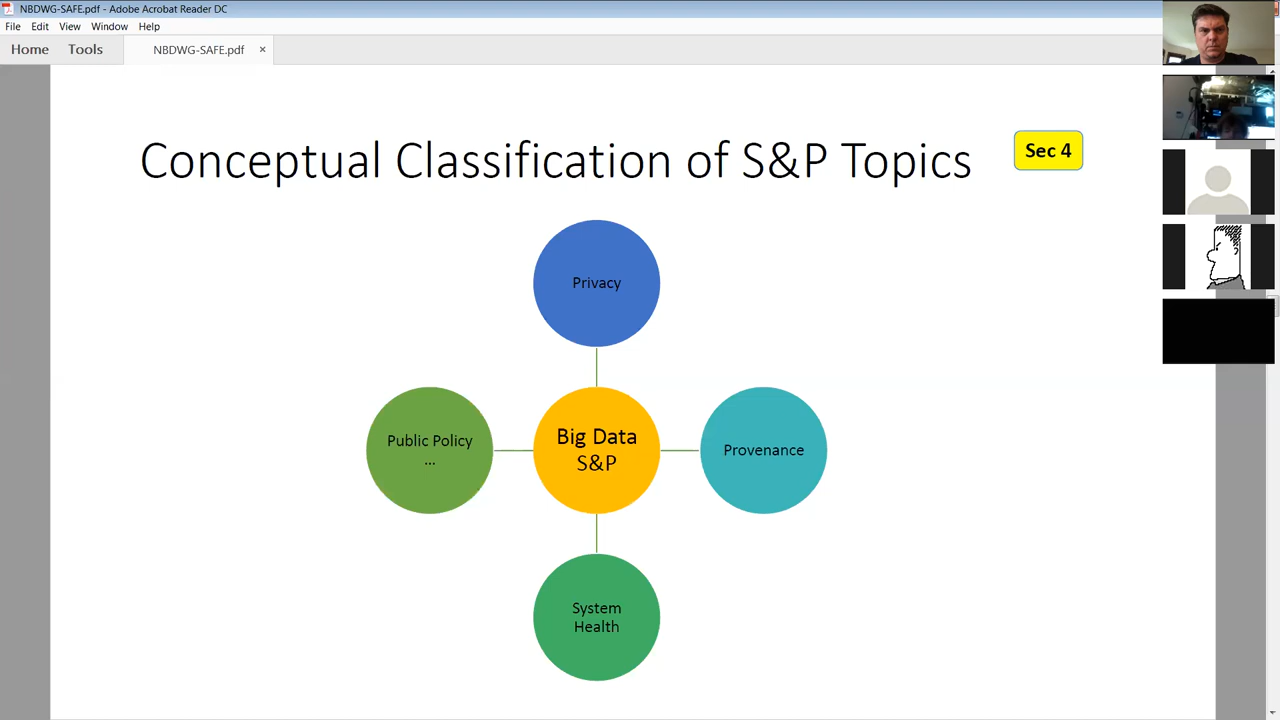 NBDWG-SAFE.pdf - Adobe Acrobat Reader DC
File Edit View Window Help
Home Tools NBDWG-SAFE.pdf ×
Conceptual Classification of S&P Topics
Sec 4
Privacy
Public Policy
...
Big Data
S&P
Provenance
System
Health